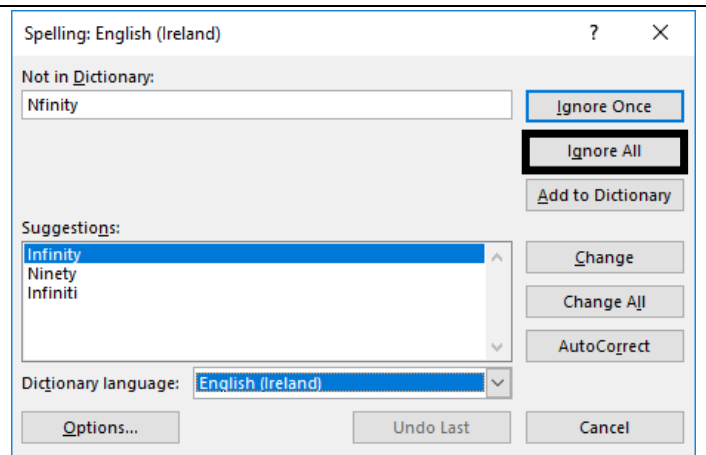 Spelling: English (Ireland) ? ×
Not in Dictionary:
Nfinity
Ignore Once
Ignore All
Add to Dictionary
Suggestions:
Infinity
Ninety
Infiniti
Change
Change All
AutoCorrect
Dictionary language: English (Ireland)
Options... Undo Last Cancel